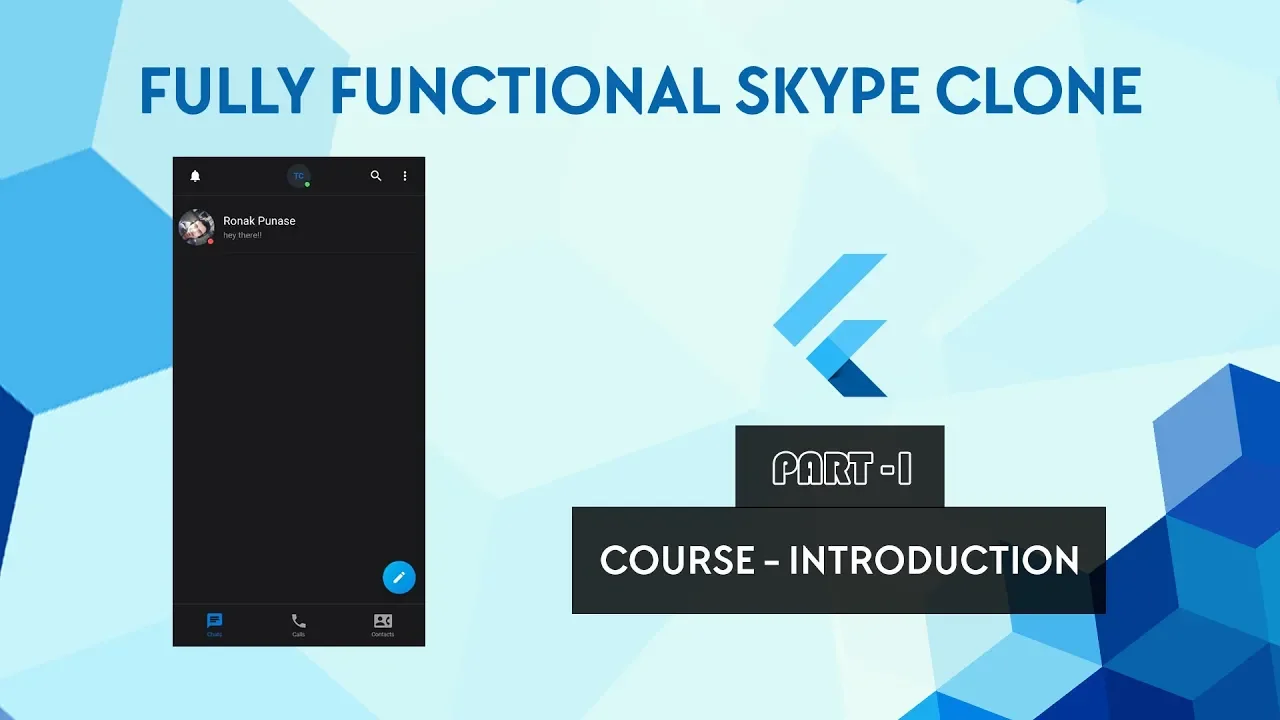 FULLY FUNCTIONAL SKYPE CLONE
TC
Ronak Punase
hey there!!
Chats
Calls
Contacts
PART - I
COURSE - INTRODUCTION